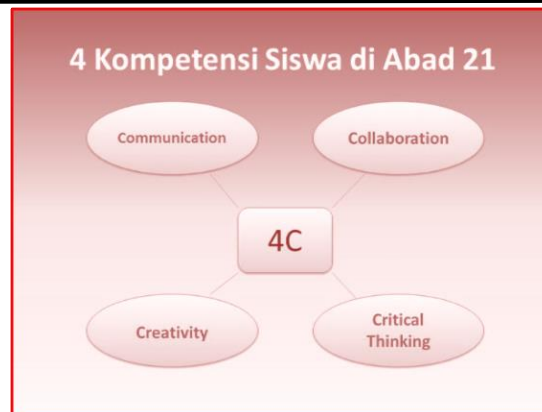 4 Kompetensi Siswa di Abad 21
Communication
Collaboration
4C
Creativity
Critical
Thinking